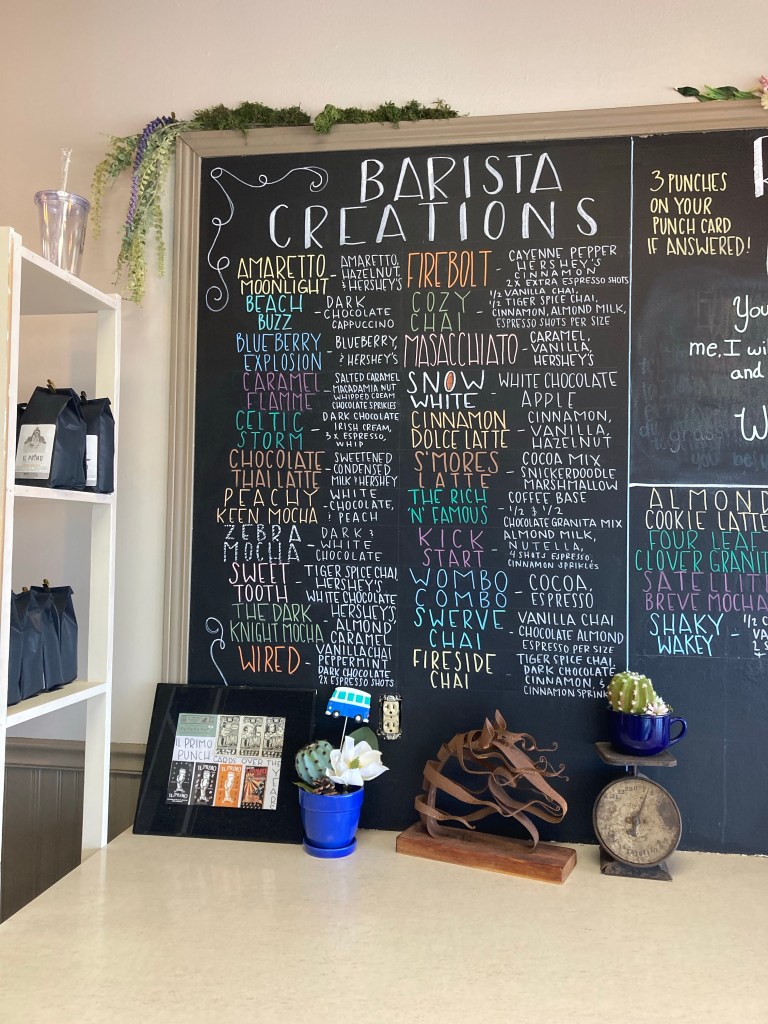 BARISTA
CREATIONS
AMARETTO MOONLIGHT - AMARETTO, HAZELNUT, & HERSHEY'S
BEACH BUZZ - DARK CHOCOLATE CAPPUCCINO
BLUEBERRY EXPLOSION - BLUEBERRY, & HERSHEY'S
CARAMEL FLAMME - SALTED CARAMEL MACADAMIA NUT WHIPPED CREAM CHOCOLATE SPRINKLES
CELTIC STORM - DARK CHOCOLATE IRISH CREAM, 3 X ESPRESSO, WHIP
CHOCOLATE THAI LATTE - SWEETENED CONDENSED MILK & HERSHEY
PEACHY KEEN MOCHA - WHITE CHOCOLATE, & PEACH
ZEBRA MOCHA - DARK & WHITE CHOCOLATE
SWEET TOOTH - TIGER SPICE CHAI, HERSHEY'S, WHITE CHOCOLATE
THE DARK KNIGHT MOCHA - HERSHEY'S, ALMOND, CARAMEL
WIRED - VANILLA CHAI PEPPERMINT DARK CHOCOLATE 2X ESPRESSO SHOTS
FIREBOLT - CAYENNE PEPPER HERSHEY'S CINNAMON 2X EXTRA ESPRESSO SHOTS
COZY CHAI - 1/2 VANILLA CHAI, 1/2 TIGER SPICE CHAI, CINNAMON, ALMOND MILK, ESPRESSO SHOTS PER SIZE
MASACCHIATO - CARAMEL, VANILLA, HERSHEY'S
SNOW WHITE - WHITE CHOCOLATE APPLE
CINNAMON DOLCE LATTE - CINNAMON, VANILLA, HAZELNUT
S'MORES LATTE - COCOA MIX SNICKERDOODLE MARSHMALLOW
THE RICH 'N' FAMOUS - COFFEE BASE 1/2 & 1/2 CHOCOLATE GRANITA MIX
KICK START - ALMOND MILK, NUTELLA, 4 SHOTS ESPRESSO, CINNAMON SPRINKLES
WOMBO COMBO - COCOA, ESPRESSO
SWERVE CHAI - VANILLA CHAI CHOCOLATE ALMOND ESPRESSO PER SIZE
FIRESIDE CHAI - TIGER SPICE CHAI, DARK CHOCOLATE, CINNAMON, & CINNAMON SPRINK
3 PUNCHES
ON YOUR
PUNCH CARD
IF ANSWERED!
You
me. I wi
and
W
ALMOND
COOKIE LATTE
FOUR LEAF
CLOVER GRANIT
SATELLITE
BREVE MOCHA
SHAKY
WAKEY
IL PRIMO
IL PRIMO
PUNCH CARDS OVER THE YEARS